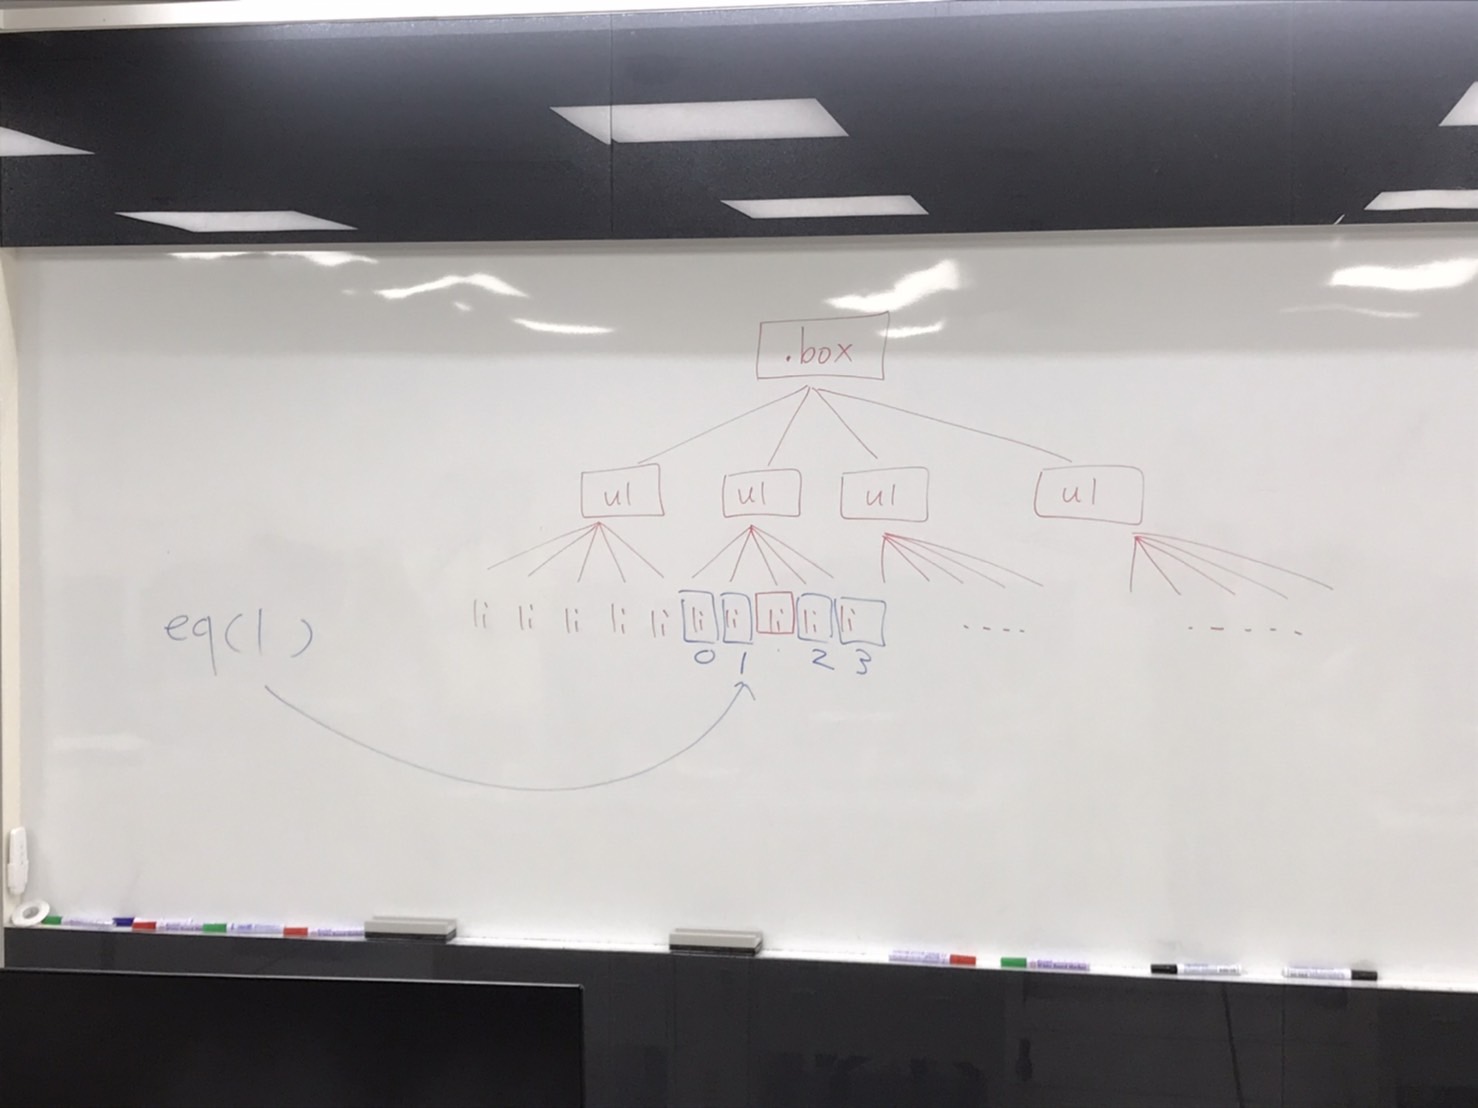 .box
ul ul ul ul
li li li li li li li li li li ---- -----
eq(1)
0 1 2 3